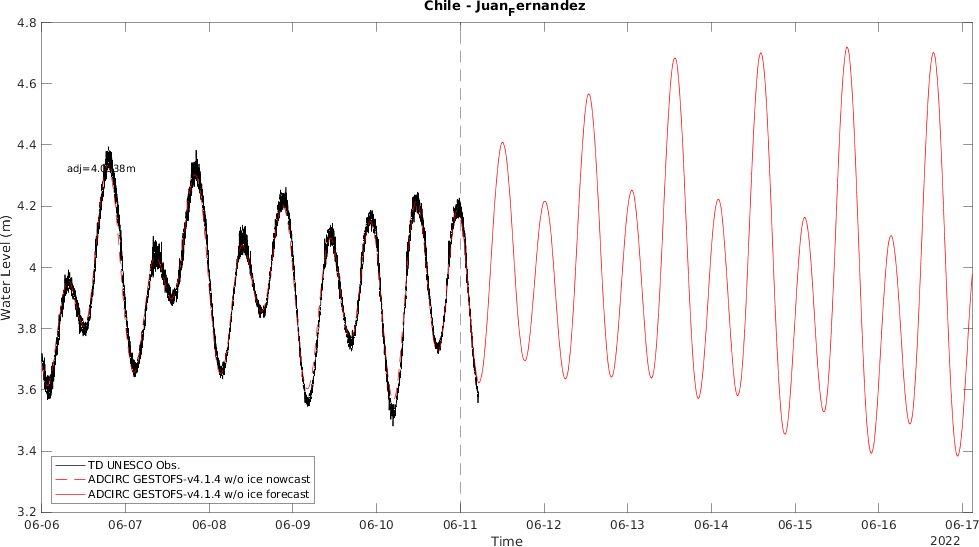 Chile - JuanFernandez
4.8
4.6
4.4
4.2
4
3.8
3.6
3.4
3.2
Water Level (m)
TD UNESCO Obs.
ADCIRC GESTOFS-v4.1.4 w/o ice nowcast
ADCIRC GESTOFS-v4.1.4 w/o ice forecast
06-06 06-07 06-08 06-09 06-10 06-11 06-12 06-13 06-14 06-15 06-16 06-17
Time
2022